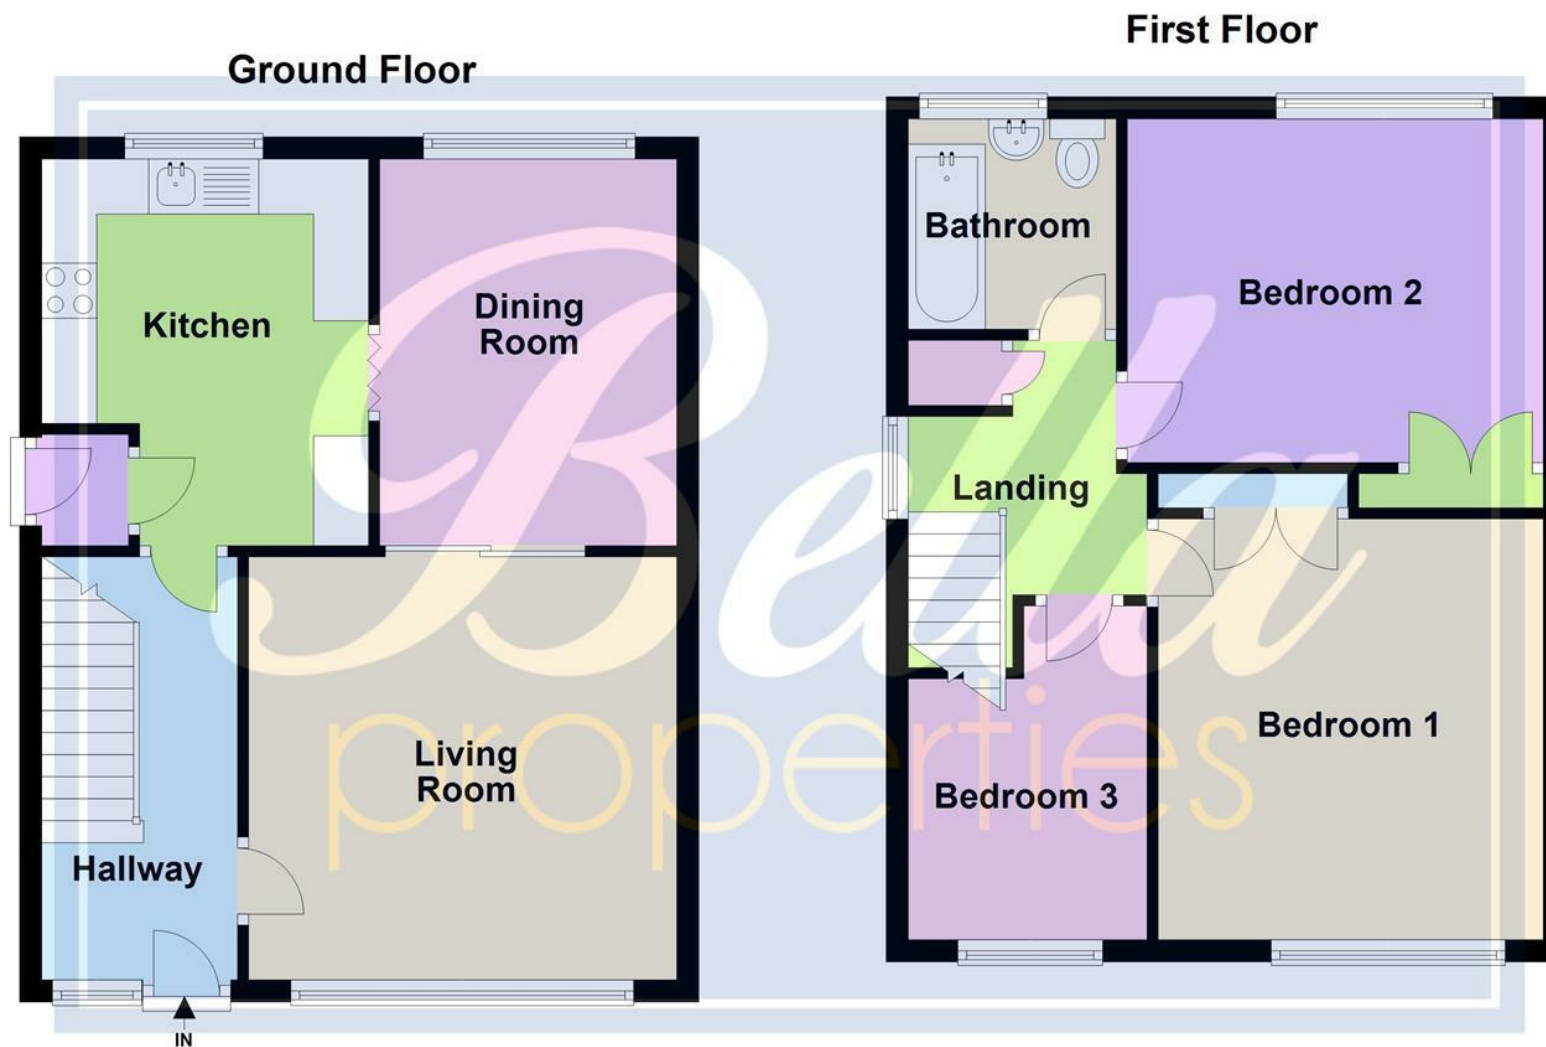 Ground Floor
First Floor
Kitchen
Dining
Room
Living
Room
Hallway
IN
Bathroom
Bedroom 2
Landing
Bedroom 1
Bedroom 3
Bella
properties